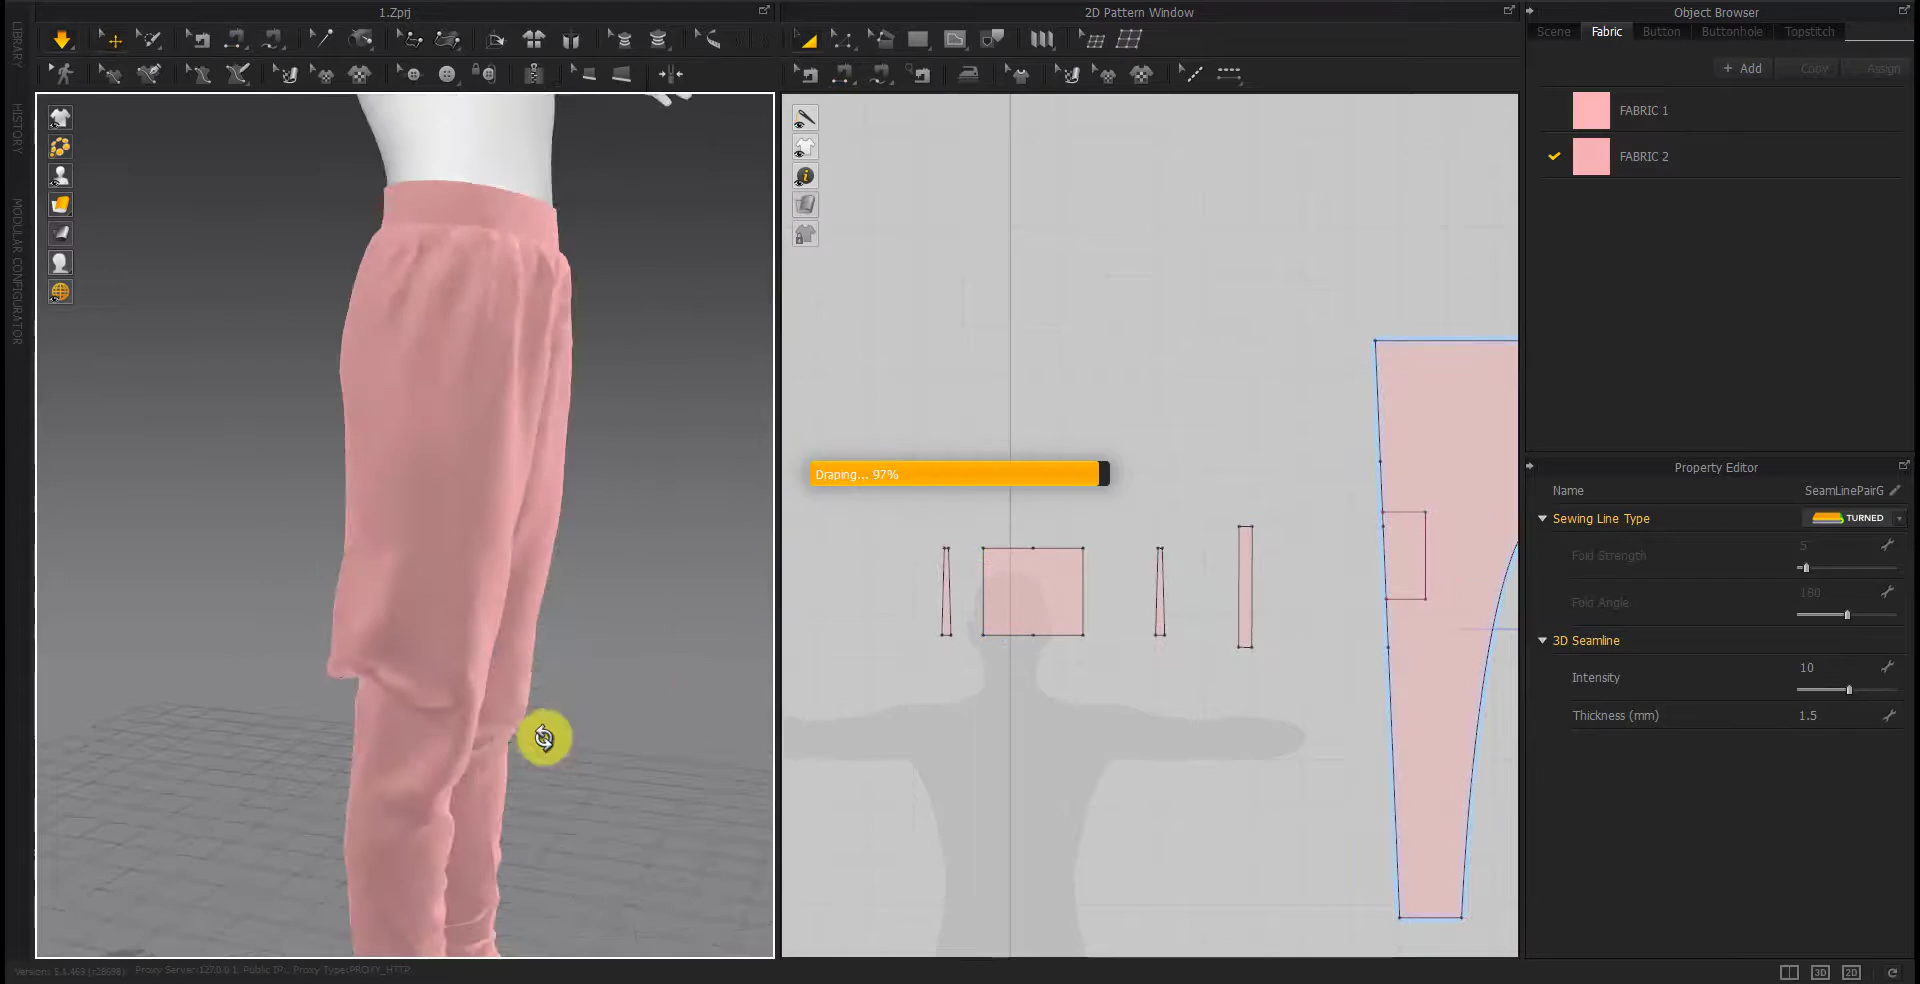 1.Zprj
2D Pattern Window
Object Browser
Scene Fabric Button Buttonhole Topstitch
+ Add Copy Assign
LIBRARY
HISTORY
MODULAR CONFIGURATOR
FABRIC 1
FABRIC 2
Draping... 97%
Property Editor
Name SeamLinePairG
Sewing Line Type TURNED
Fold Strength 5
Fold Angle 180
3D Seamline
Intensity 10
Thickness (mm) 1.5
3D 2D